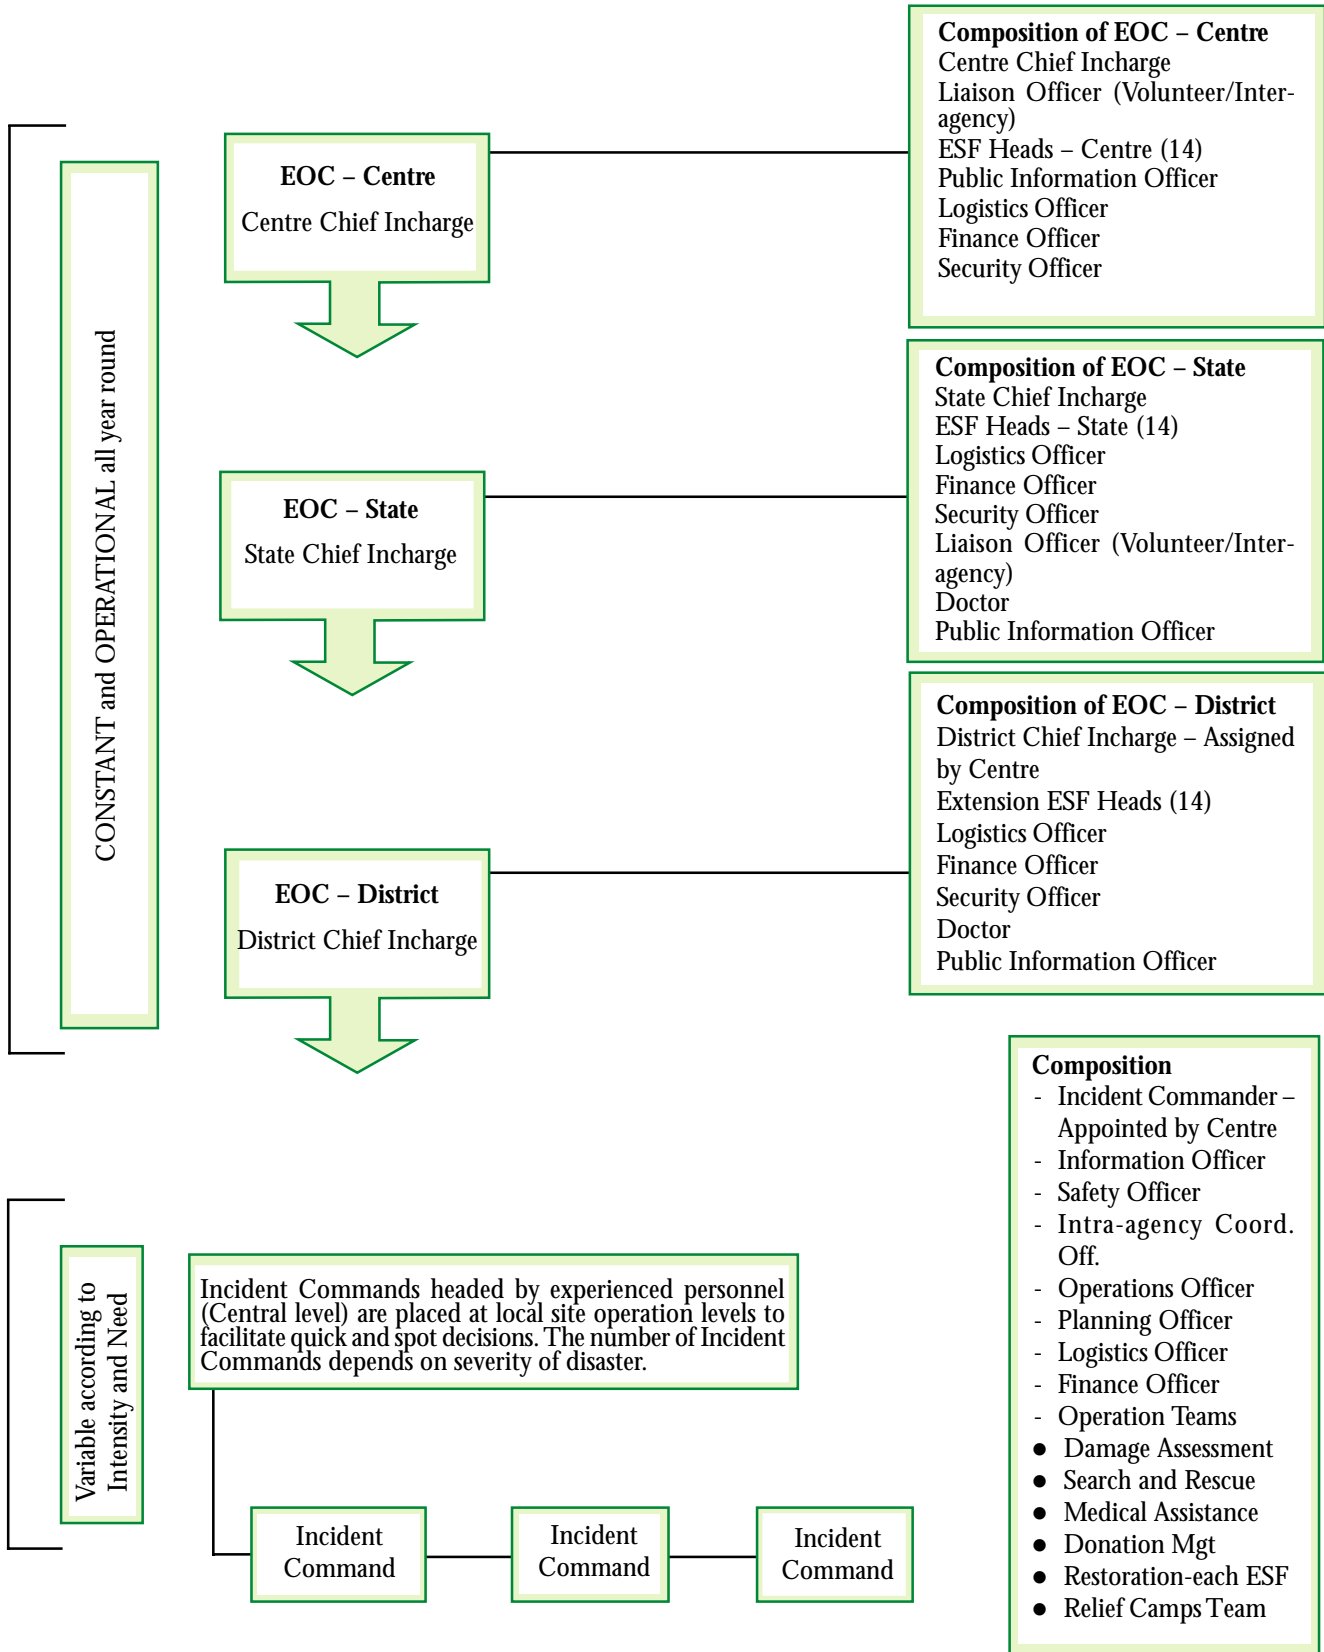 Composition of EOC – Centre
Centre Chief Incharge
Liaison Officer (Volunteer/Inter-
agency)
ESF Heads – Centre (14)
Public Information Officer
Logistics Officer
Finance Officer
Security Officer
EOC – Centre
Centre Chief Incharge
CONSTANT and OPERATIONAL all year round
Composition of EOC – State
State Chief Incharge
ESF Heads – State (14)
Logistics Officer
Finance Officer
Security Officer
Liaison Officer (Volunteer/Inter-
agency)
Doctor
Public Information Officer
EOC – State
State Chief Incharge
Composition of EOC – District
District Chief Incharge – Assigned
by Centre
Extension ESF Heads (14)
Logistics Officer
Finance Officer
Security Officer
Doctor
Public Information Officer
EOC – District
District Chief Incharge
Composition
- Incident Commander –
Appointed by Centre
- Information Officer
- Safety Officer
- Intra-agency Coord.
Off.
- Operations Officer
- Planning Officer
- Logistics Officer
- Finance Officer
- Operation Teams
● Damage Assessment
● Search and Rescue
● Medical Assistance
● Donation Mgt
● Restoration-each ESF
● Relief Camps Team
Variable according to
Intensity and Need
Incident Commands headed by experienced personnel
(Central level) are placed at local site operation levels to
facilitate quick and spot decisions. The number of Incident
Commands depends on severity of disaster.
Incident
Command
Incident
Command
Incident
Command